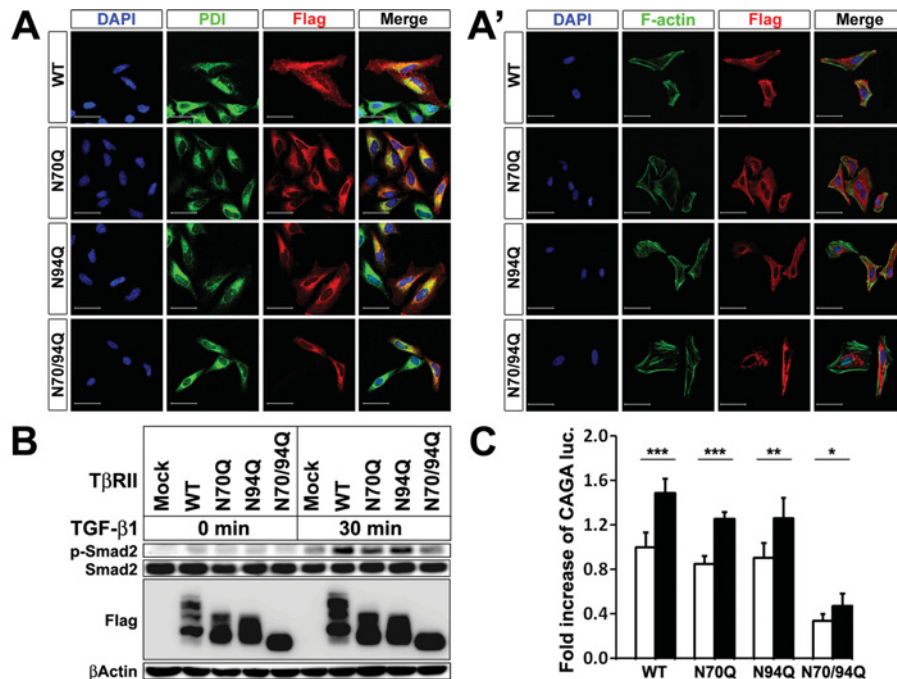 A
DAPI PDI Flag Merge
WT
N70Q
N94Q
N70/94Q
A'
DAPI F-actin Flag Merge
WT
N70Q
N94Q
N70/94Q
B
TβRII Mock WT N70Q N94Q N70/94Q Mock WT N70Q N94Q N70/94Q
TGF-β1 0 min 30 min
p-Smad2
Smad2
Flag
βActin
C
Fold increase of CAGA luc.
1.6
1.2
0.8
0.4
0.0
*** *** ** *
WT N70Q N94Q N70/94Q